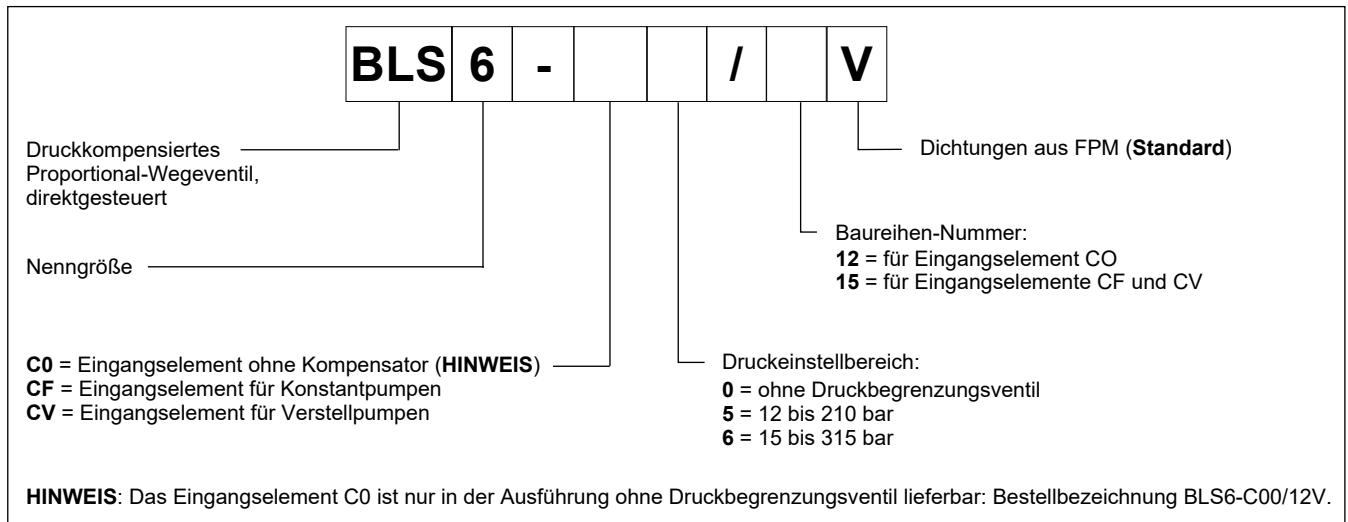 BLS 6 - / V
Druckkompensiertes
Proportional-Wegeventil,
direktgesteuert
Dichtungen aus FPM (Standard)
Baureihen-Nummer:
12 = für Eingangselement CO
15 = für Eingangselemente CF und CV
Nenngröße
C0 = Eingangselement ohne Kompensator (HINWEIS)
CF = Eingangselement für Konstantpumpen
CV = Eingangselement für Verstellpumpen
Druckeinstellbereich:
0 = ohne Druckbegrenzungsventil
5 = 12 bis 210 bar
6 = 15 bis 315 bar
HINWEIS: Das Eingangselement C0 ist nur in der Ausführung ohne Druckbegrenzungsventil lieferbar: Bestellbezeichnung BLS6-C00/12V.